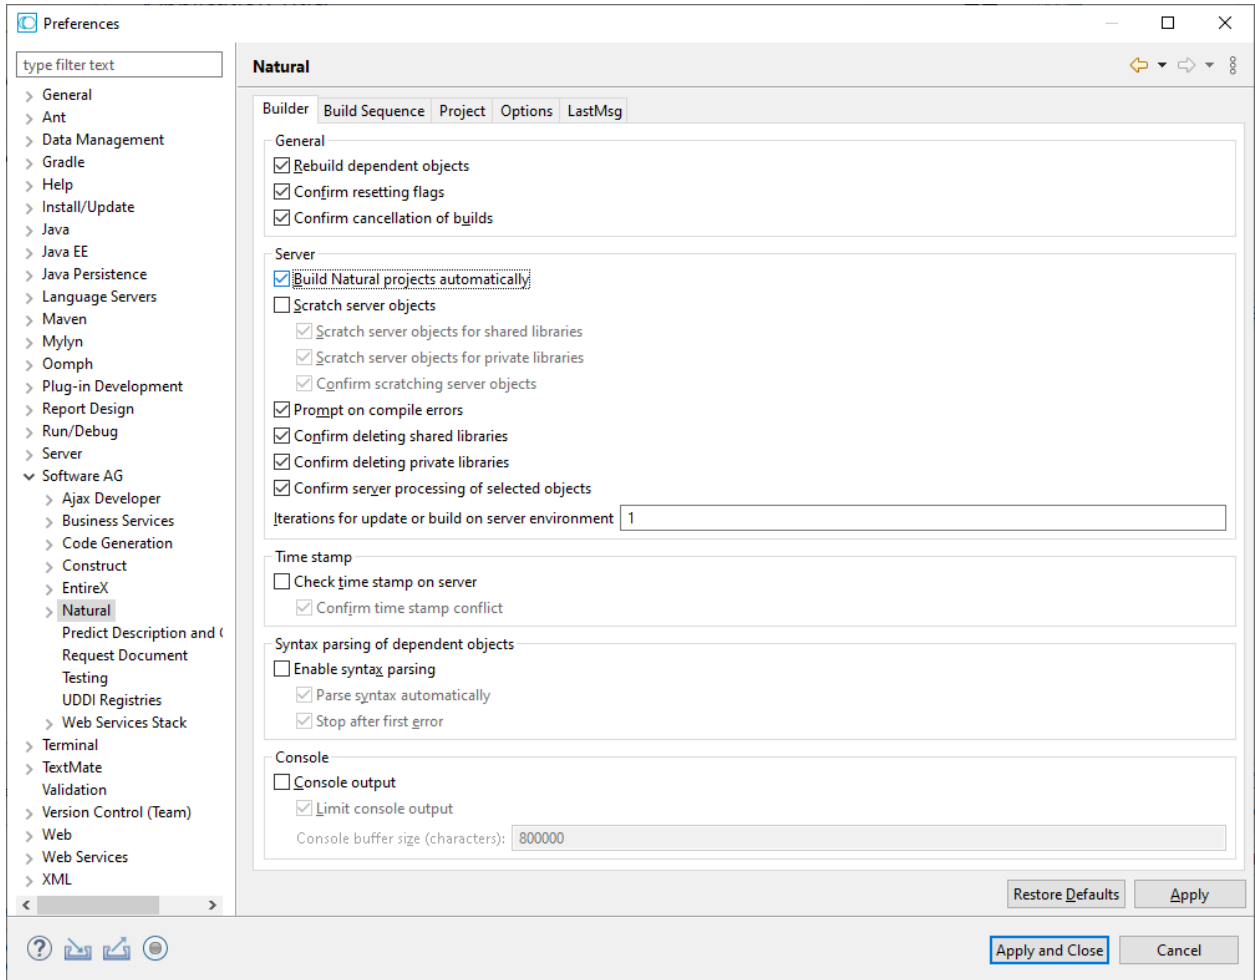 Preferences
type filter text
General
Ant
Data Management
Gradle
Help
Install/Update
Java
Java EE
Java Persistence
Language Servers
Maven
Mylyn
Oomph
Plug-in Development
Report Design
Run/Debug
Server
Software AG
Ajax Developer
Business Services
Code Generation
Construct
EntireX
Natural
Predict Description and
Request Document
Testing
UDDI Registries
Web Services Stack
Terminal
TextMate
Validation
Version Control (Team)
Web
Web Services
XML
Natural
Builder Build Sequence Project Options LastMsg
General
Rebuild dependent objects
Confirm resetting flags
Confirm cancellation of builds
Server
Build Natural projects automatically
Scratch server objects
Scratch server objects for shared libraries
Scratch server objects for private libraries
Confirm scratching server objects
Prompt on compile errors
Confirm deleting shared libraries
Confirm deleting private libraries
Confirm server processing of selected objects
Iterations for update or build on server environment 1
Time stamp
Check time stamp on server
Confirm time stamp conflict
Syntax parsing of dependent objects
Enable syntax parsing
Parse syntax automatically
Stop after first error
Console
Console output
Limit console output
Console buffer size (characters): 800000
Restore Defaults Apply
Apply and Close Cancel